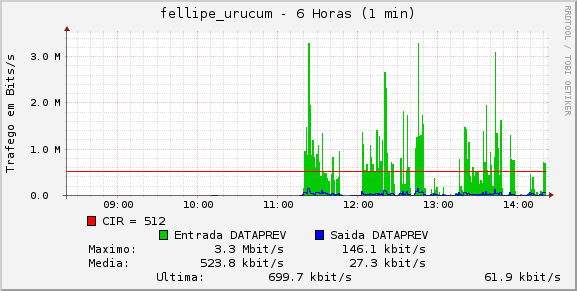 fellipe_urucum - 6 Horas (1 min)
RRDTOOL / TOBI OETIKER
Trafego em Bits/s
3.0 M
2.0 M
1.0 M
0.0
09:00 10:00 11:00 12:00 13:00 14:00
CIR = 512
Entrada DATAPREV Saida DATAPREV
Maximo: 3.3 Mbit/s 146.1 kbit/s
Media: 523.8 kbit/s 27.3 kbit/s
Ultima: 699.7 kbit/s 61.9 kbit/s